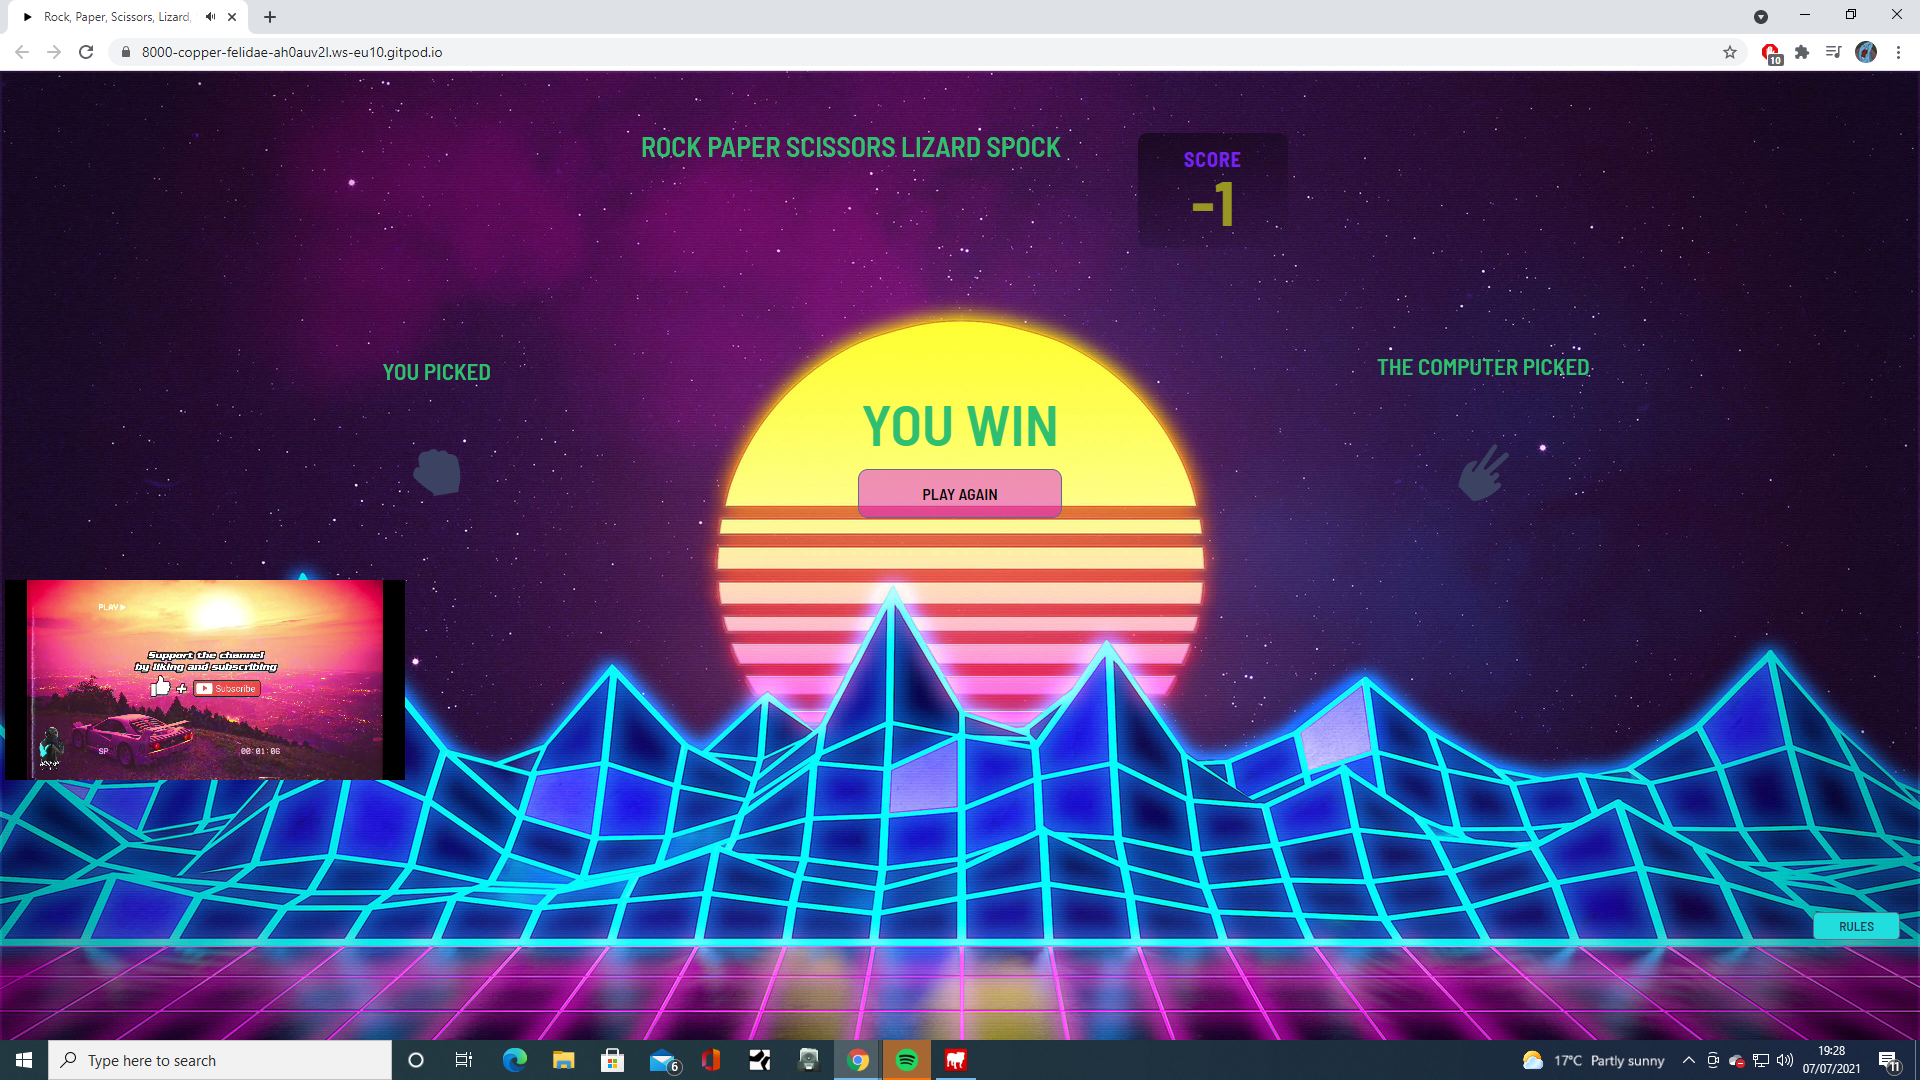 Rock, Paper, Scissors, Lizard,
8000-copper-felidae-ah0auv2l.ws-eu10.gitpod.io
10
ROCK PAPER SCISSORS LIZARD SPOCK
SCORE
-1
YOU PICKED
THE COMPUTER PICKED
YOU WIN
PLAY AGAIN
PLAY
Support the channel
by liking and subscribing
+ Subscribe
SP
00:01:06
RULES
Type here to search
6
17°C Partly sunny
19:28
07/07/2021
11